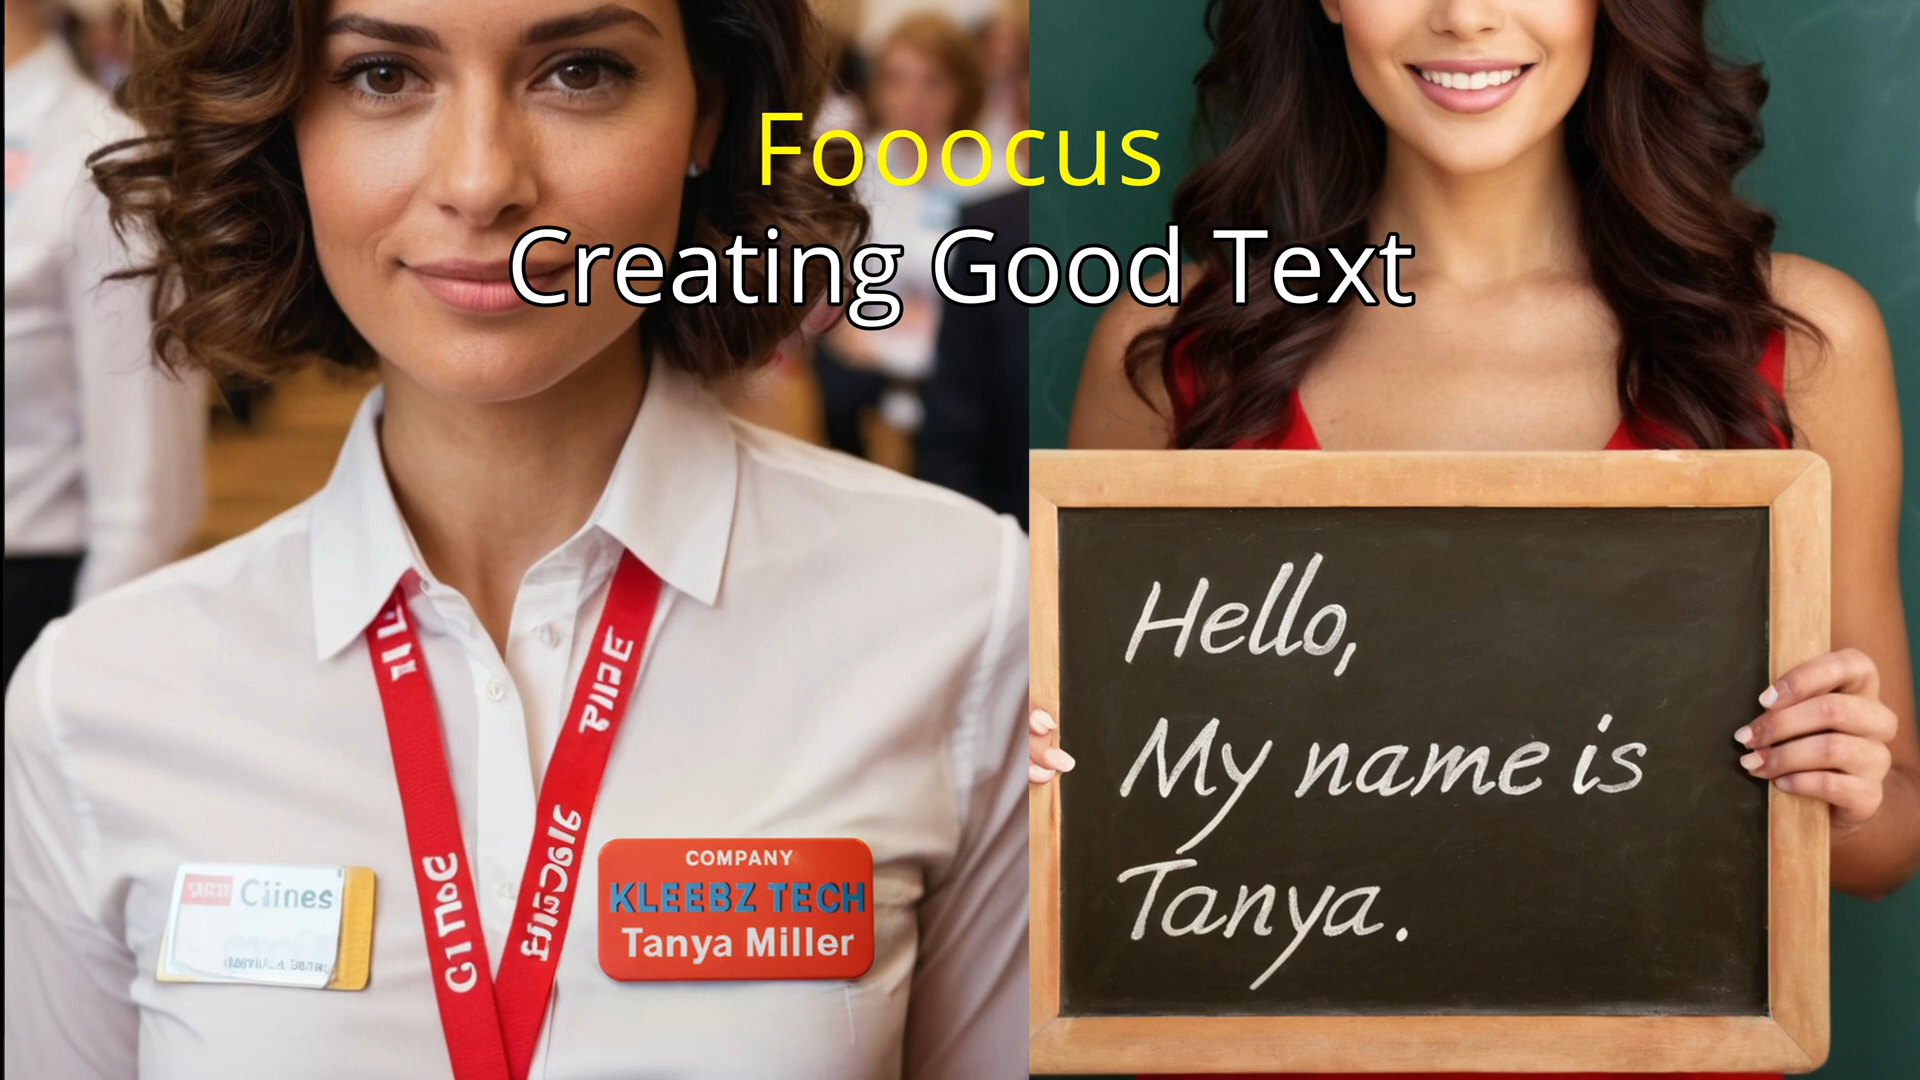 Fooocus
Creating Good Text
COMPANY
KLEEBZ TECH
Tanya Miller
Ciines
Hello,
My name is
Tanya.